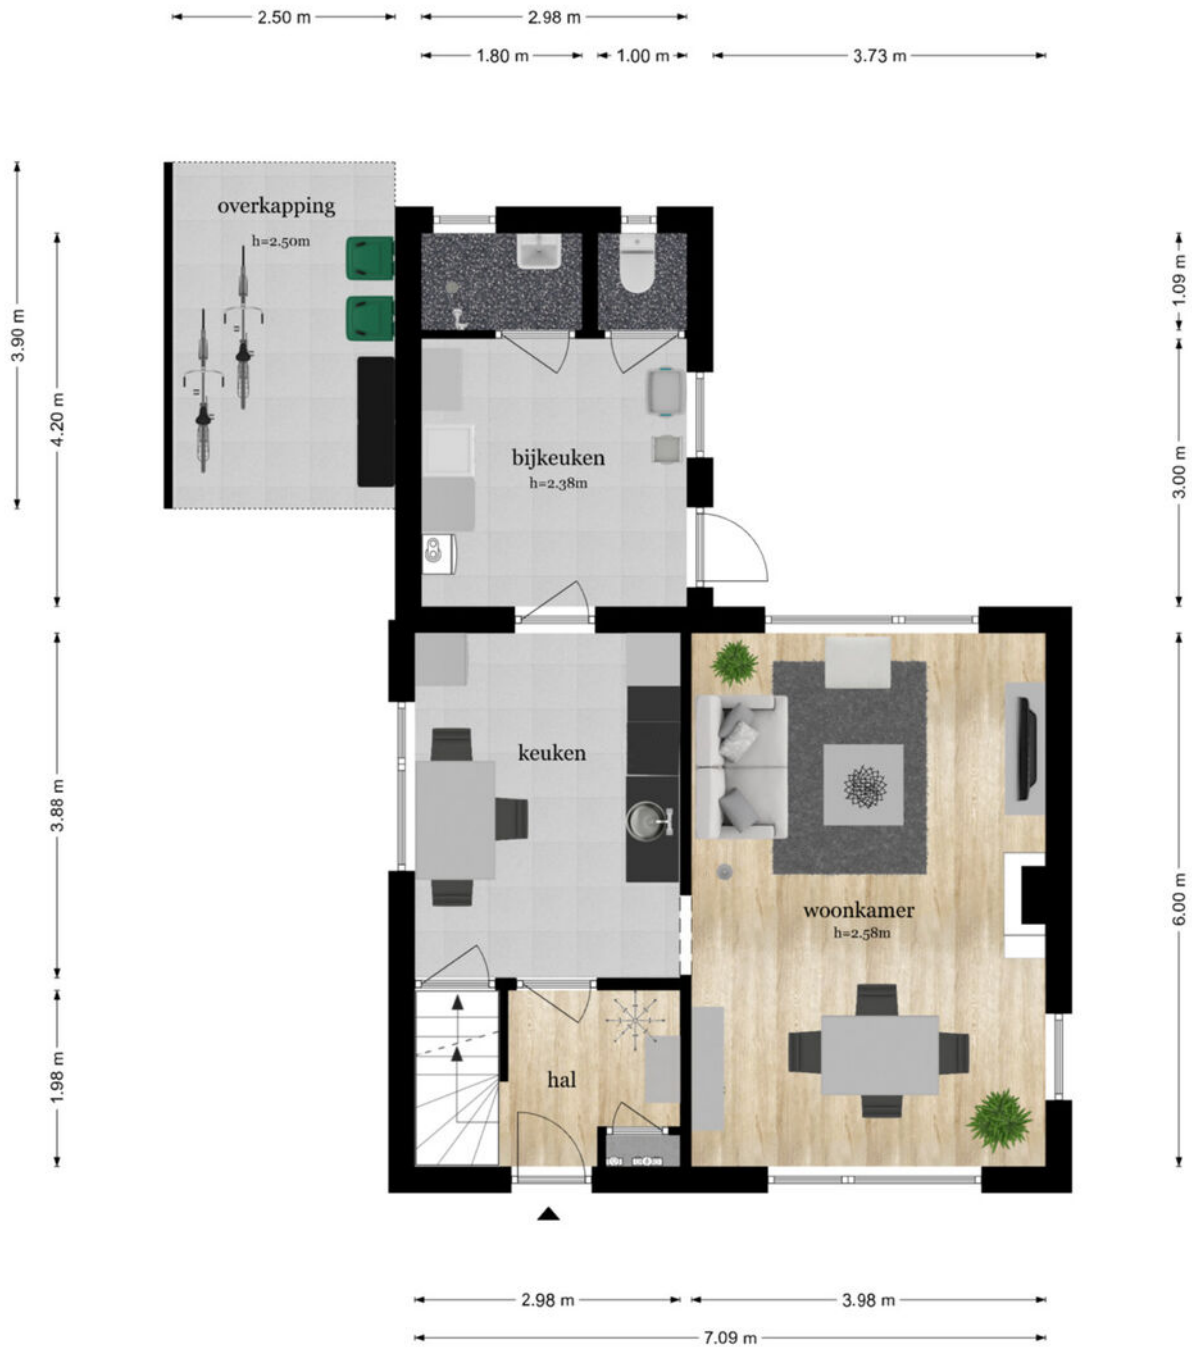 2.50 m
2.98 m
1.80 m
1.00 m
3.73 m
overkapping
h=2.50m
3.90 m
4.20 m
1.09 m
bijkeuken
h=2.38m
3.00 m
keuken
3.88 m
woonkamer
h=2.58m
6.00 m
hal
1.98 m
2.98 m
3.98 m
7.09 m